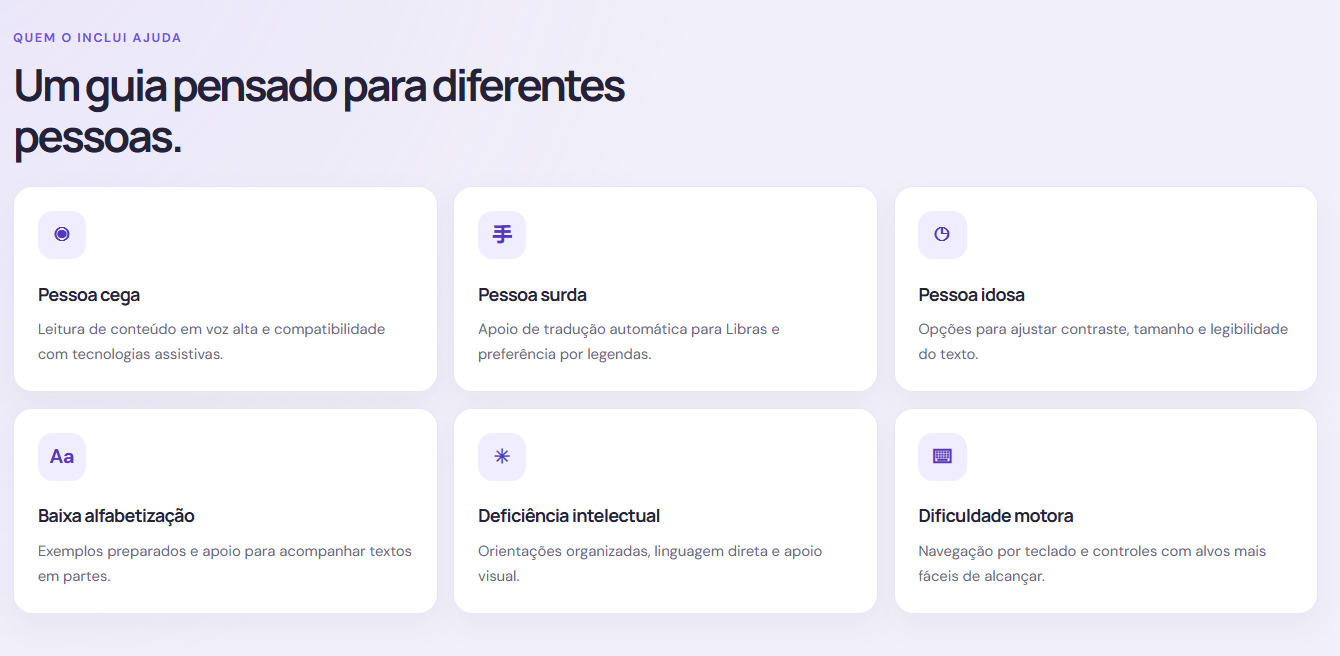 QUEM O INCLUI AJUDA
Um guia pensado para diferentes
pessoas.
◉
Pessoa cega
Leitura de conteúdo em voz alta e compatibilidade
com tecnologias assistivas.
手
Pessoa surda
Apoio de tradução automática para Libras e
preferência por legendas.
◷
Pessoa idosa
Opções para ajustar contraste, tamanho e legibilidade
do texto.
Aa
Baixa alfabetização
Exemplos preparados e apoio para acompanhar textos
em partes.
✳
Deficiência intelectual
Orientações organizadas, linguagem direta e apoio
visual.
⌨
Dificuldade motora
Navegação por teclado e controles com alvos mais
fáceis de alcançar.